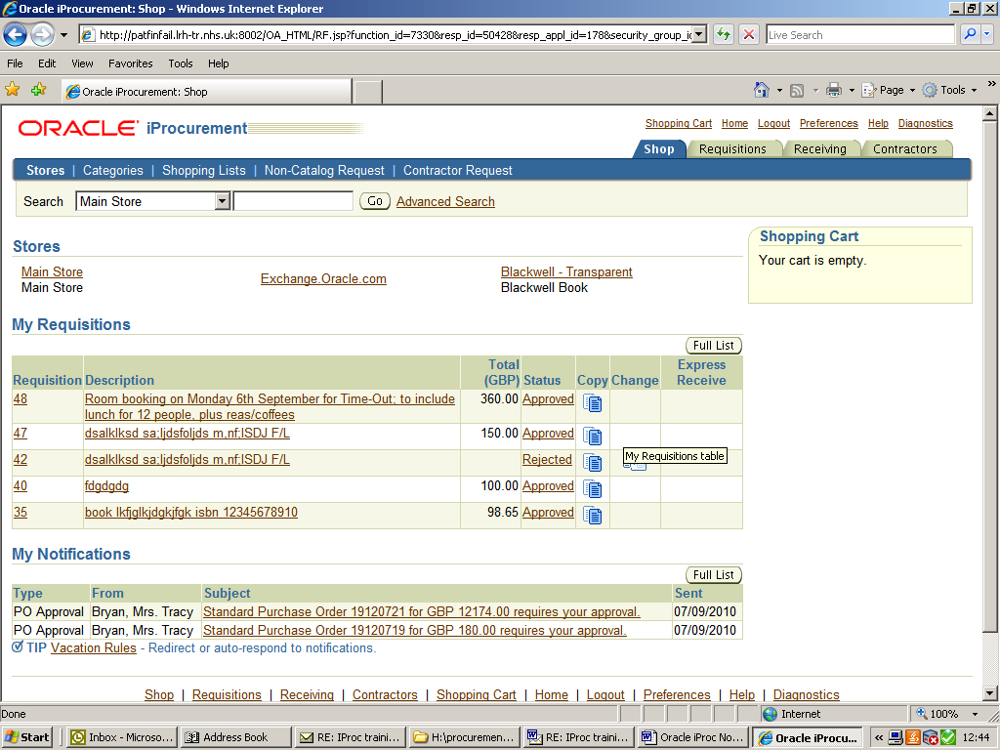 Oracle iProcurement: Shop - Windows Internet Explorer
http://patfinfail.lrh-tr.nhs.uk:8002/OA_HTML/RF.jsp?function_id=7330&resp_id=50428&resp_appl_id=178&security_group_id
Live Search
File Edit View Favorites Tools Help
Oracle iProcurement: Shop
Page Tools »
ORACLE iProcurement
Shopping Cart Home Logout Preferences Help Diagnostics
Shop Requisitions Receiving Contractors
Stores | Categories | Shopping Lists | Non-Catalog Request | Contractor Request
Search Main Store Go Advanced Search
Stores
Main Store Exchange.Oracle.com Blackwell - Transparent
Main Store Blackwell Book
Shopping Cart
Your cart is empty.
My Requisitions
Full List
Requisition Description Total (GBP) Status Copy Change Express Receive
48 Room booking on Monday 6th September for Time-Out; to include 360.00 Approved
lunch for 12 people, plus reas/coffees
47 dsalklksd sa;ljdsfoljds m,nf;lSDJ F/L 150.00 Approved
My Requisitions table
42 dsalklksd sa;ljdsfoljds m,nf;lSDJ F/L Rejected
40 fdgdgdg 100.00 Approved
35 book lkfjglkjdgkjfgk isbn 12345678910 98.65 Approved
My Notifications
Full List
Type From Subject Sent
PO Approval Bryan, Mrs. Tracy Standard Purchase Order 19120721 for GBP 12174.00 requires your approval. 07/09/2010
PO Approval Bryan, Mrs. Tracy Standard Purchase Order 19120719 for GBP 180.00 requires your approval. 07/09/2010
TIP Vacation Rules - Redirect or auto-respond to notifications.
Shop | Requisitions | Receiving | Contractors | Shopping Cart | Home | Logout | Preferences | Help | Diagnostics
Done Internet 100%
Start Inbox - Microso... Address Book RE: IProc traini... H:\procuremen... RE: IProc traini... Oracle iProc No... Oracle iProcu... « 12:44